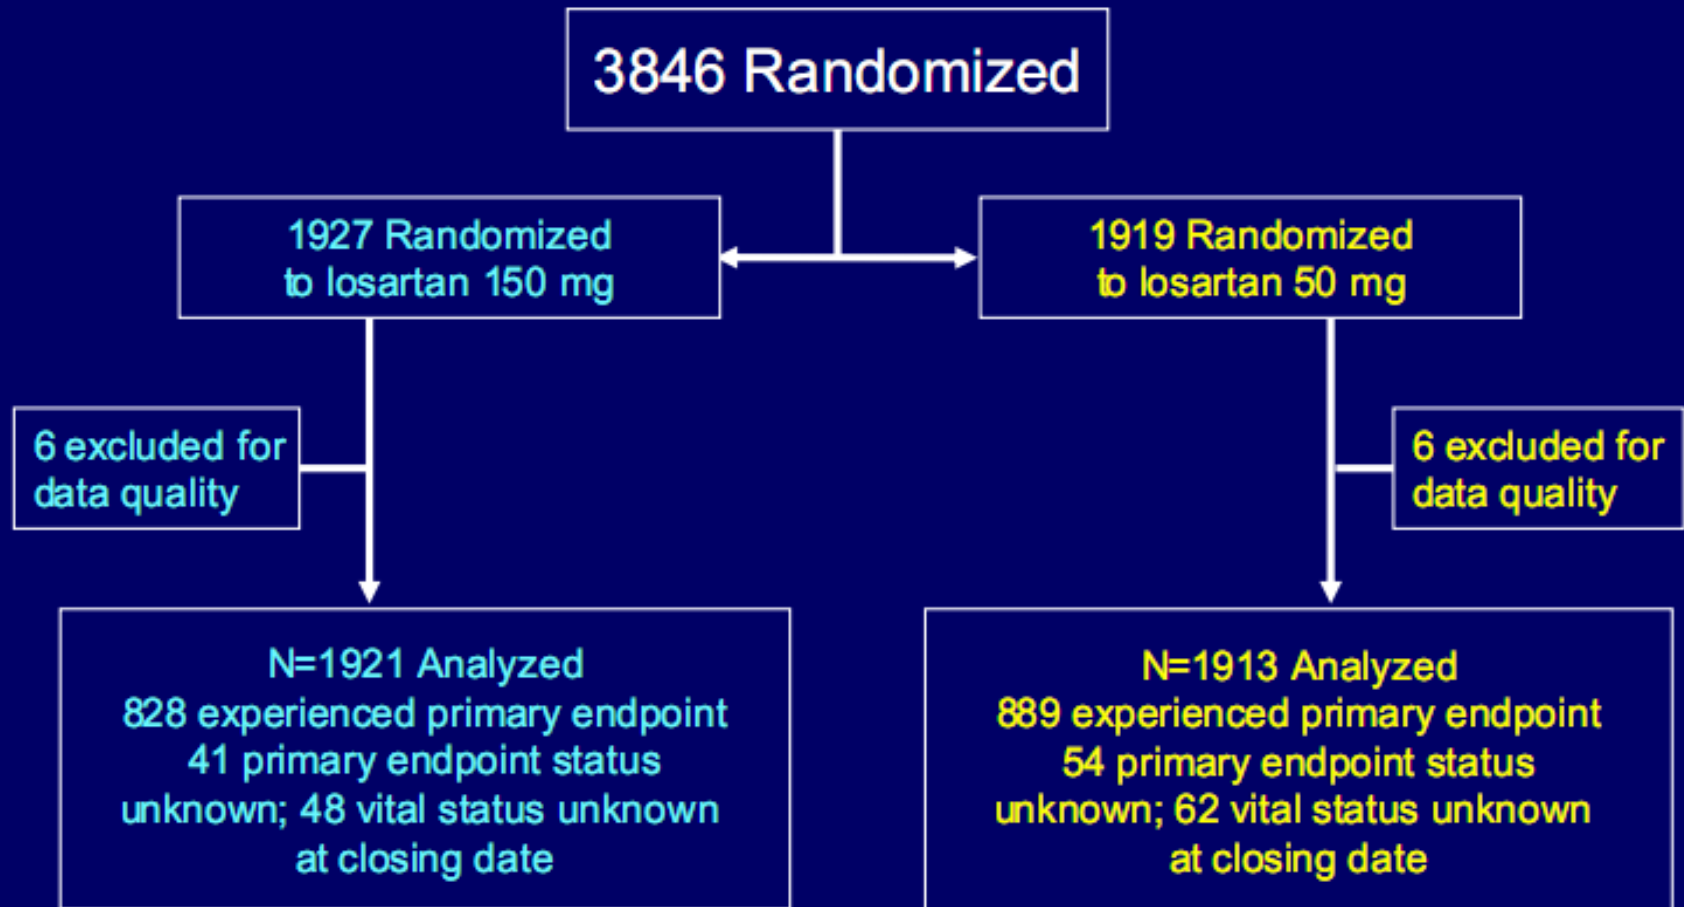 3846 Randomized
1927 Randomized
to losartan 150 mg
1919 Randomized
to losartan 50 mg
6 excluded for
data quality
6 excluded for
data quality
N=1921 Analyzed
828 experienced primary endpoint
41 primary endpoint status
unknown; 48 vital status unknown
at closing date
N=1913 Analyzed
889 experienced primary endpoint
54 primary endpoint status
unknown; 62 vital status unknown
at closing date